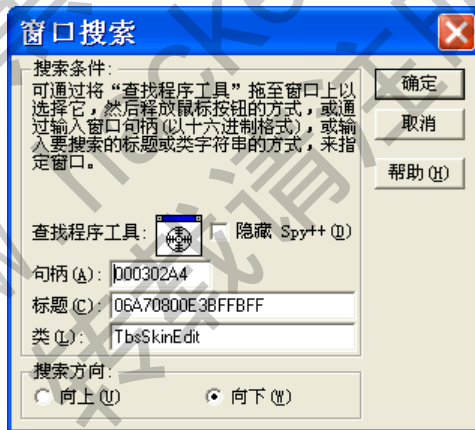 窗口搜索
搜索条件:
可通过将“查找程序工具”拖至窗口上以
选择它，然后释放鼠标按钮的方式，或通
过输入窗口句柄(以十六进制格式)，或输
入要搜索的标题或类字符串的方式，来指
定窗口。
确定
取消
帮助(H)
查找程序工具:
隐藏 Spy++(D)
句柄(A): 000302A4
标题(C): 06A70800E3BFFBFF
类(L): TbsSkinEdit
搜索方向:
向上(U)
向下(W)